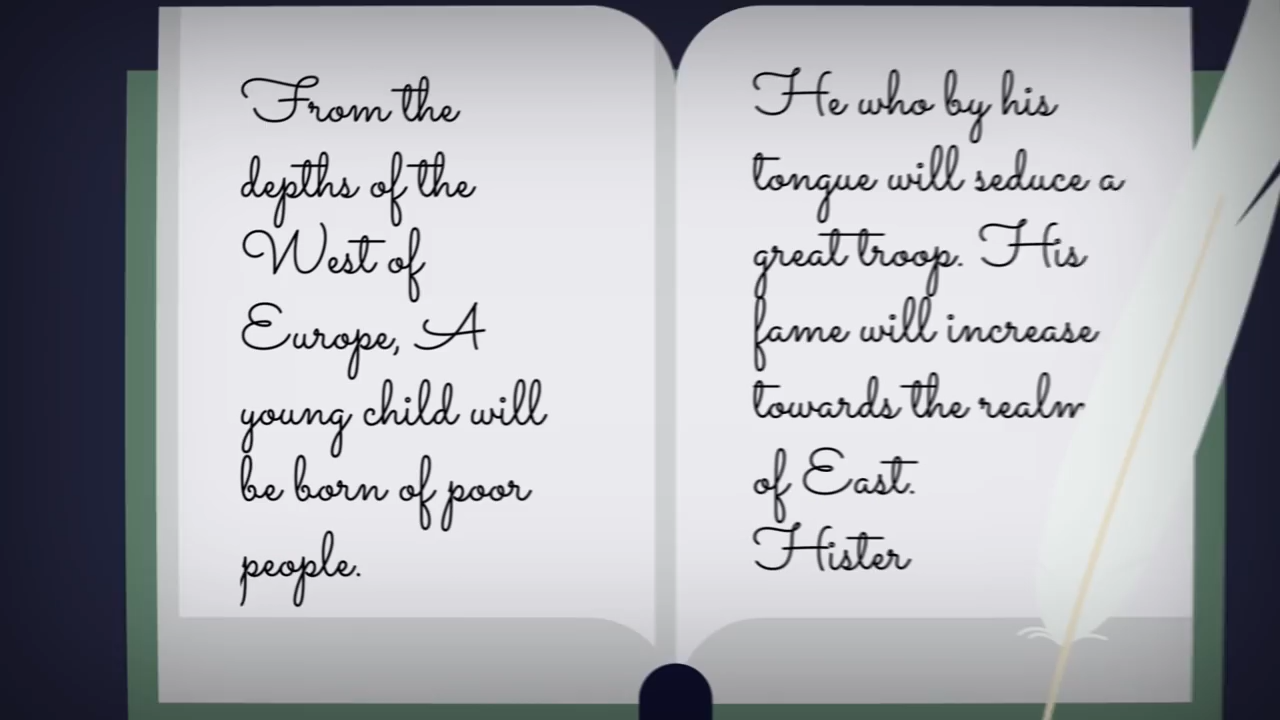 From the
depths of the
West of
Europe, A
young child will
be born of poor
people.
He who by his
tongue will seduce a
great troop. His
fame will increase
towards the realm
of East.
Hister